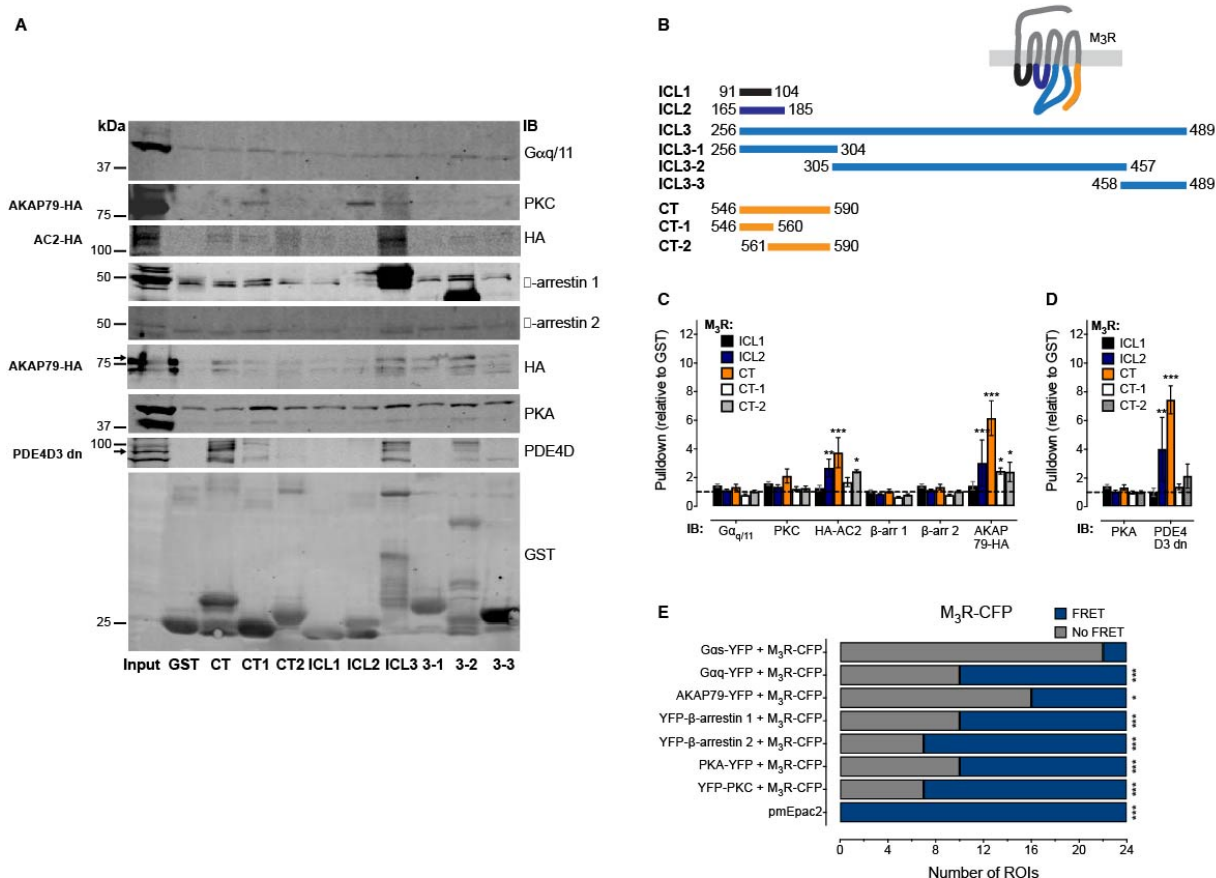 A
kDa
IB
37
Gαq/11
AKAP79-HA
75
PKC
AC2-HA
100
HA
50
□-arrestin 1
50
□-arrestin 2
AKAP79-HA
75
HA
37
PKA
PDE4D3 dn
100
PDE4D
GST
25
Input GST CT CT1 CT2 ICL1 ICL2 ICL3 3-1 3-2 3-3
B
M₃R
ICL1 91 104
ICL2 165 185
ICL3 256 489
ICL3-1 256 304
ICL3-2 305 457
ICL3-3 458 489
CT 546 590
CT-1 546 560
CT-2 561 590
C
Pulldown (relative to GST)
12
10
8
6
4
2
0
M₃R:
ICL1
ICL2
CT
CT-1
CT-2
** *** * *** *** * *
IB: Gαq/11 PKC HA-AC2 β-arr 1 β-arr 2 AKAP
79-HA
D
Pulldown (relative to GST)
12
10
8
6
4
2
0
M₃R:
ICL1
ICL2
CT
CT-1
CT-2
** ***
IB: PKA PDE4
D3 dn
E
M₃R-CFP
FRET
No FRET
Gαs-YFP + M₃R-CFP
Gαq-YFP + M₃R-CFP ***
AKAP79-YFP + M₃R-CFP *
YFP-β-arrestin 1 + M₃R-CFP ***
YFP-β-arrestin 2 + M₃R-CFP ***
PKA-YFP + M₃R-CFP ***
YFP-PKC + M₃R-CFP ***
pmEpac2 ***
0 4 8 12 16 20 24
Number of ROIs